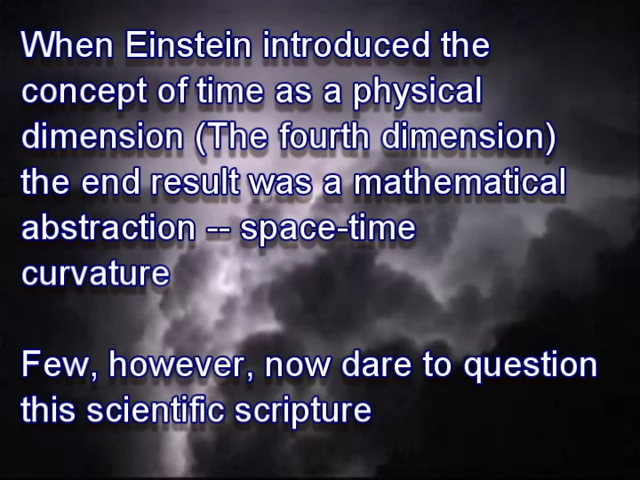 When Einstein introduced the
concept of time as a physical
dimension (The fourth dimension)
the end result was a mathematical
abstraction -- space-time
curvature
Few, however, now dare to question
this scientific scripture